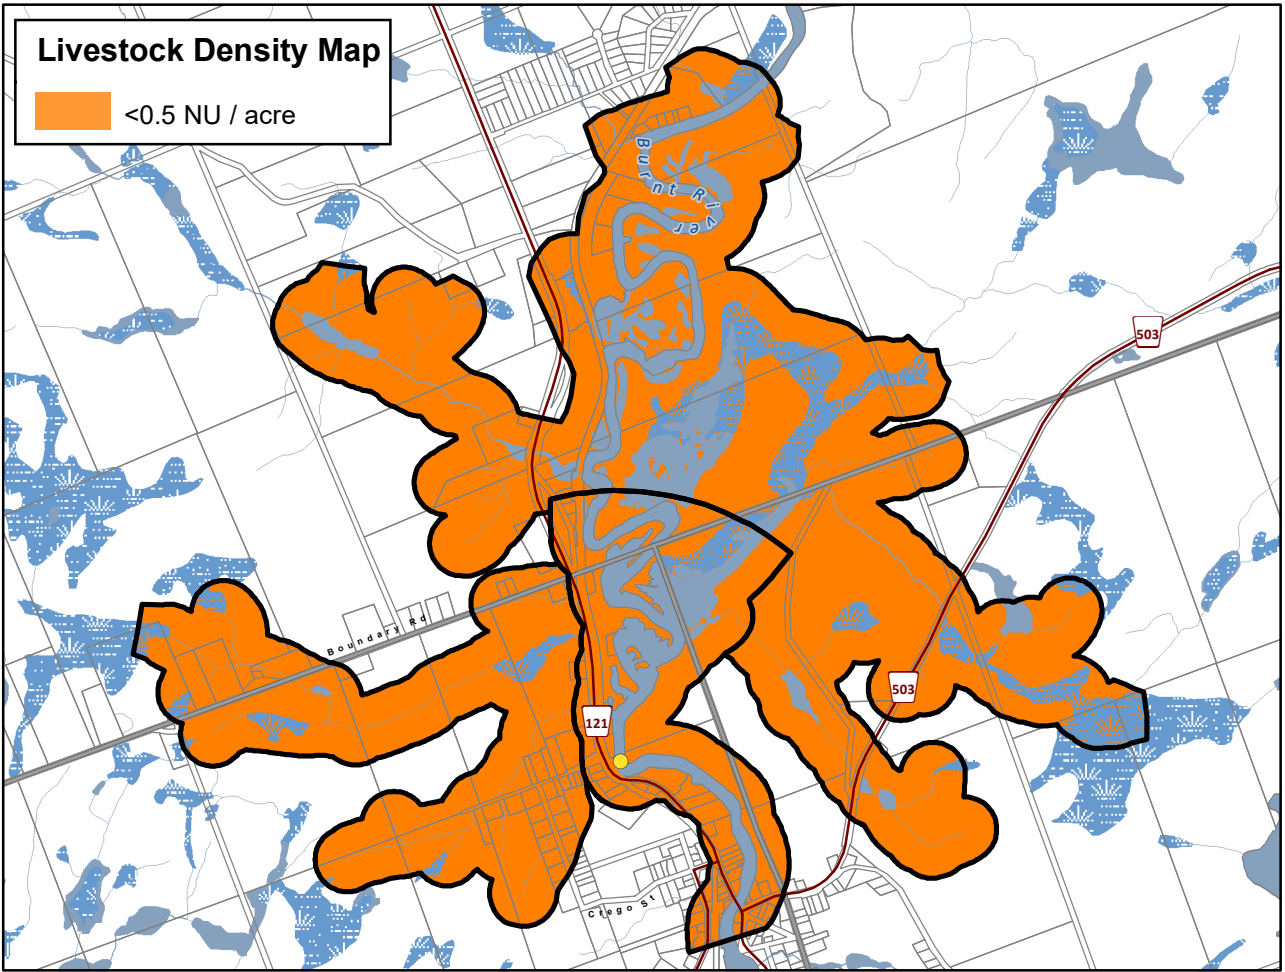 Livestock Density Map
<0.5 NU / acre
Burnt River
503
Boundary Rd
503
121
Crego St